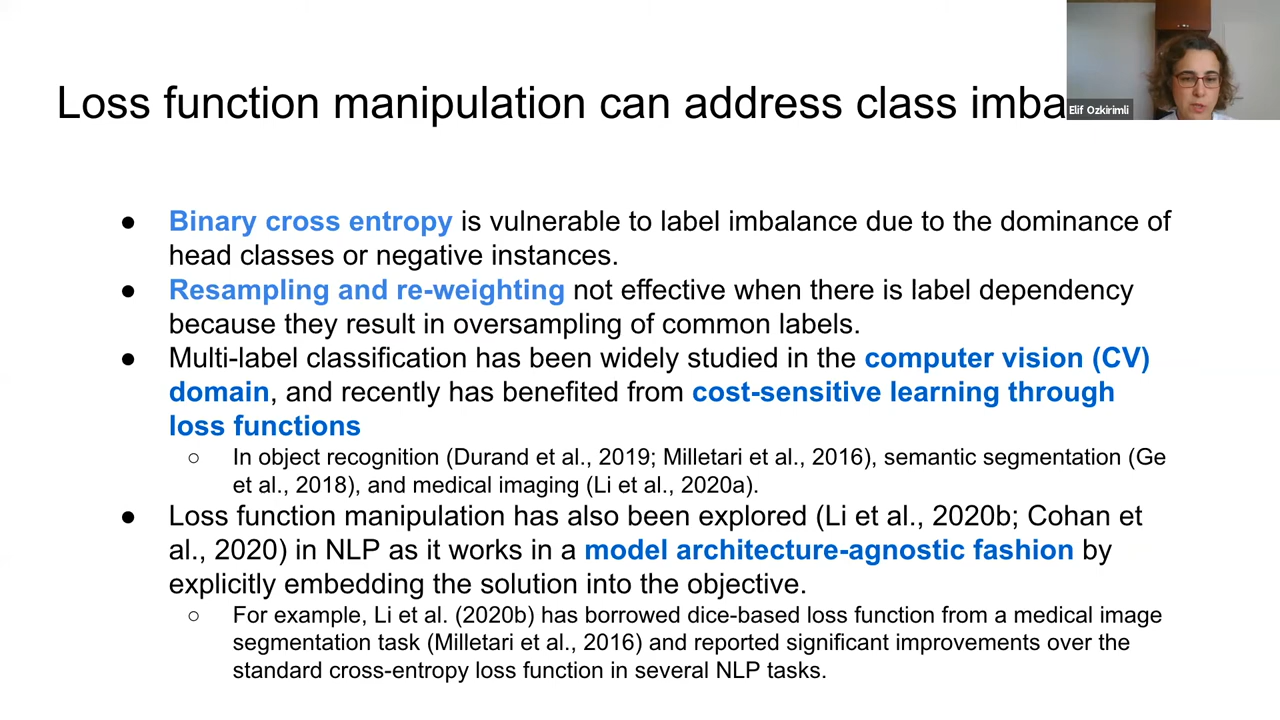 Loss function manipulation can address class imba
Elif Ozkirimli
● Binary cross entropy is vulnerable to label imbalance due to the dominance of
head classes or negative instances.
● Resampling and re-weighting not effective when there is label dependency
because they result in oversampling of common labels.
● Multi-label classification has been widely studied in the computer vision (CV)
domain, and recently has benefited from cost-sensitive learning through
loss functions
○ In object recognition (Durand et al., 2019; Milletari et al., 2016), semantic segmentation (Ge
et al., 2018), and medical imaging (Li et al., 2020a).
● Loss function manipulation has also been explored (Li et al., 2020b; Cohan et
al., 2020) in NLP as it works in a model architecture-agnostic fashion by
explicitly embedding the solution into the objective.
○ For example, Li et al. (2020b) has borrowed dice-based loss function from a medical image
segmentation task (Milletari et al., 2016) and reported significant improvements over the
standard cross-entropy loss function in several NLP tasks.